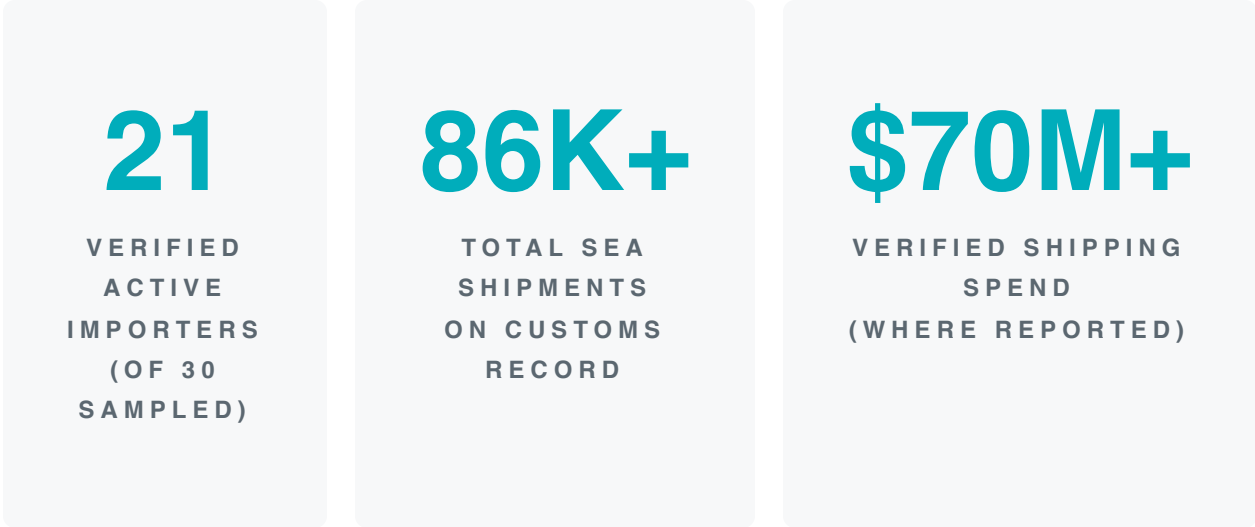 21
VERIFIED
ACTIVE
IMPORTERS
(OF 30
SAMPLED)
86K+
TOTAL SEA
SHIPMENTS
ON CUSTOMS
RECORD
$70M+
VERIFIED SHIPPING
SPEND
(WHERE REPORTED)